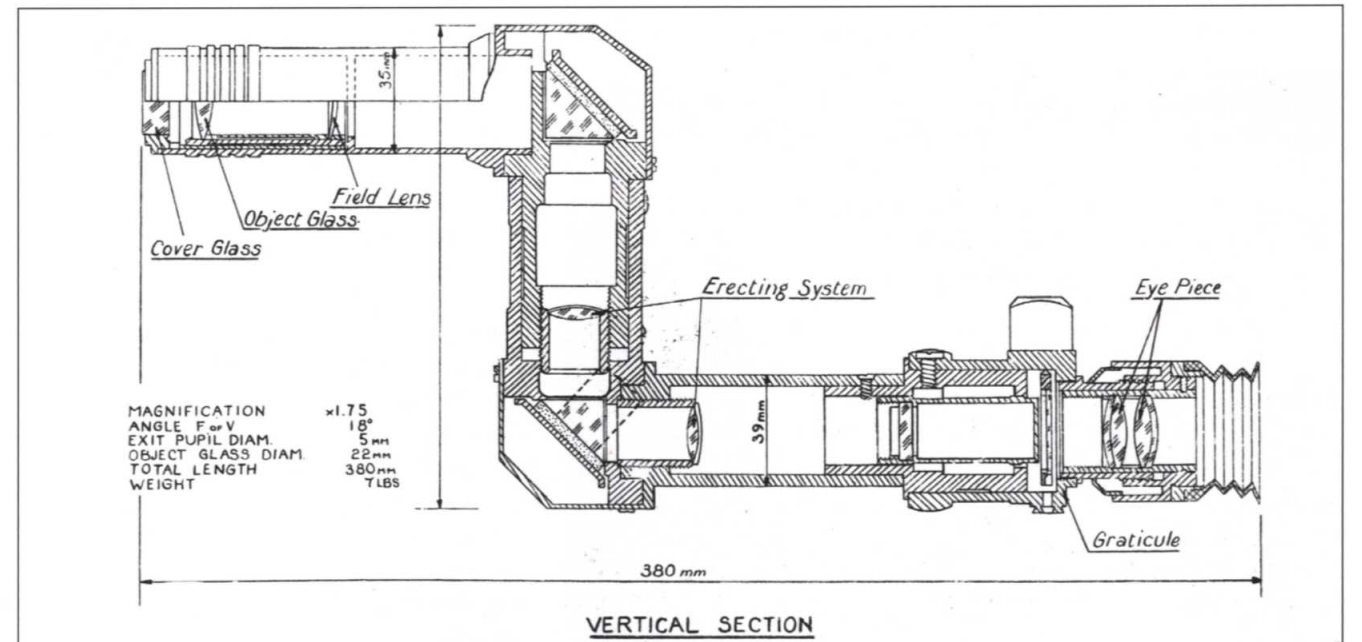 35mm
Field Lens
Object Glass
Cover Glass
Erecting System
Eye Piece
MAGNIFICATION x1.75
ANGLE F OF V 18°
EXIT PUPIL DIAM. 5mm
OBJECT GLASS DIAM. 22mm
TOTAL LENGTH 380mm
WEIGHT 7LBS
39mm
Graticule
380 mm
VERTICAL SECTION